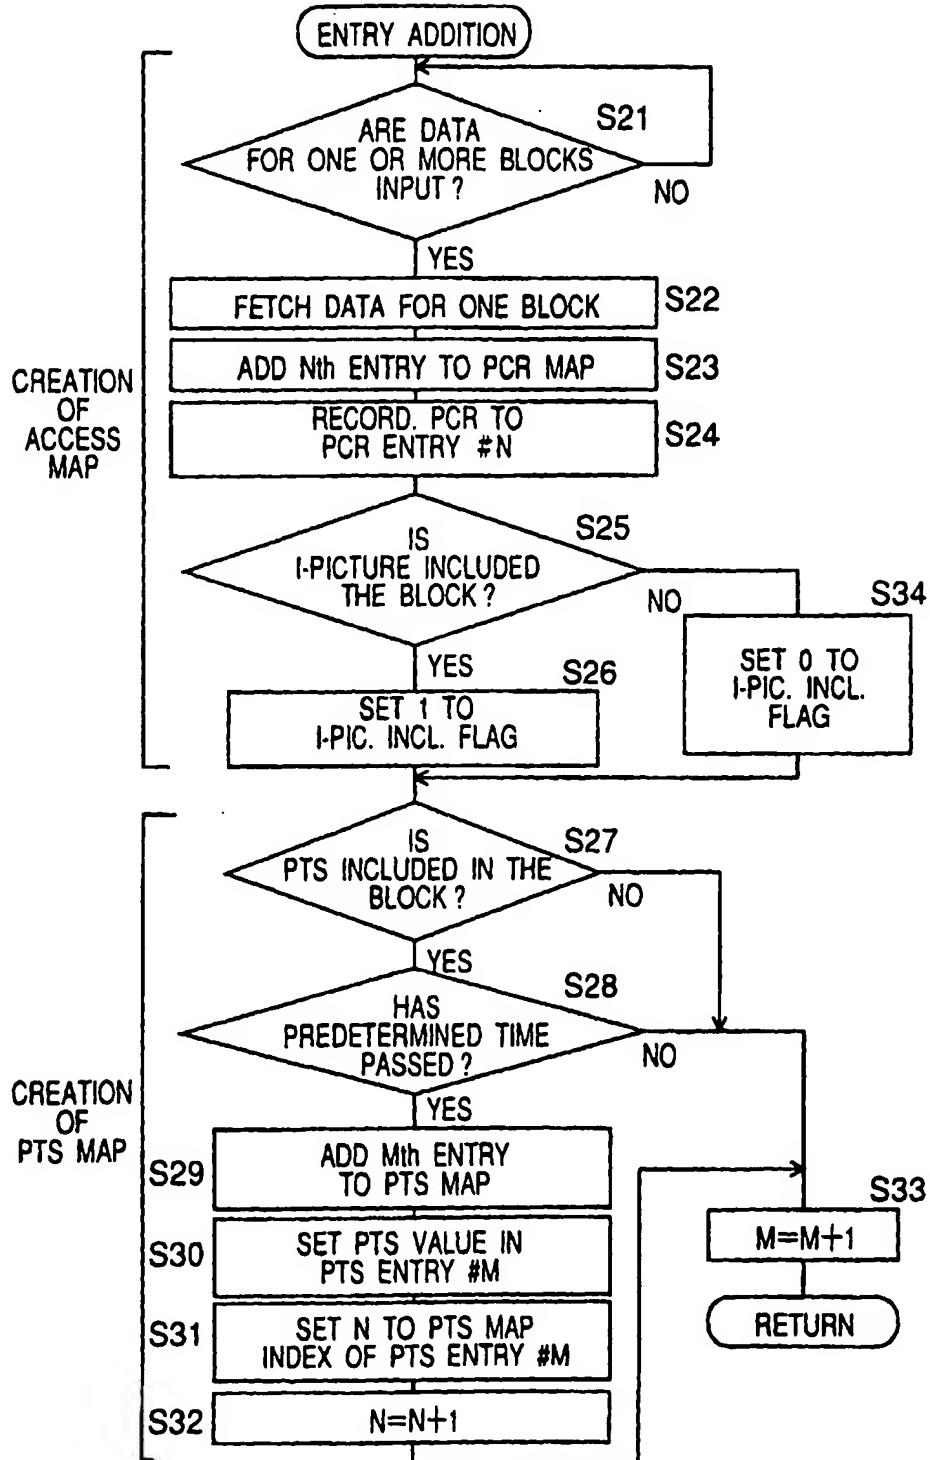 ENTRY ADDITION
S21
ARE DATA
FOR ONE OR MORE BLOCKS
INPUT ?
NO
YES
FETCH DATA FOR ONE BLOCK
S22
ADD Nth ENTRY TO PCR MAP
S23
RECORD. PCR TO
PCR ENTRY #N
S24
CREATION
OF
ACCESS
MAP
S25
IS
I-PICTURE INCLUDED
THE BLOCK ?
NO
S34
SET 0 TO
I-PIC. INCL.
FLAG
YES
S26
SET 1 TO
I-PIC. INCL. FLAG
S27
IS
PTS INCLUDED IN THE
BLOCK ?
NO
YES
S28
HAS
PREDETERMINED TIME
PASSED ?
NO
YES
CREATION
OF
PTS MAP
S29
ADD Mth ENTRY
TO PTS MAP
S30
SET PTS VALUE IN
PTS ENTRY #M
S31
SET N TO PTS MAP
INDEX OF PTS ENTRY #M
S32
N=N+1
S33
M=M+1
RETURN